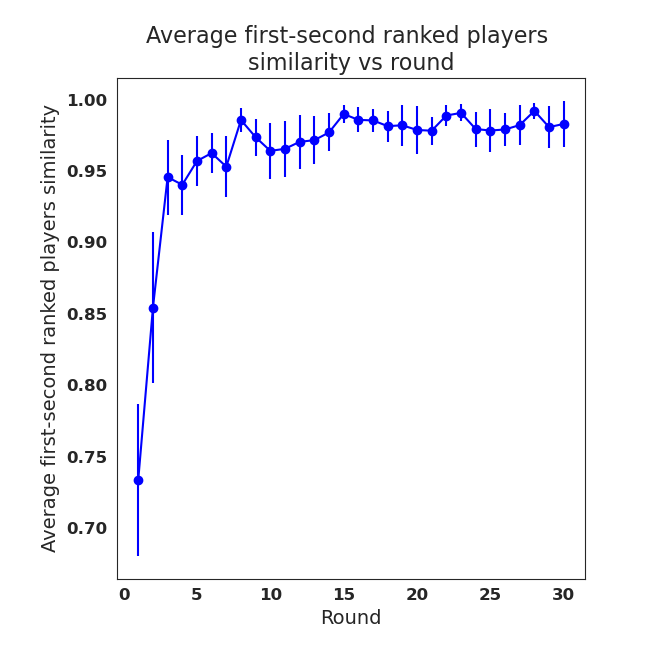 Average first-second ranked players
similarity vs round
Average first-second ranked players similarity
1.00
0.95
0.90
0.85
0.80
0.75
0.70
0 5 10 15 20 25 30
Round